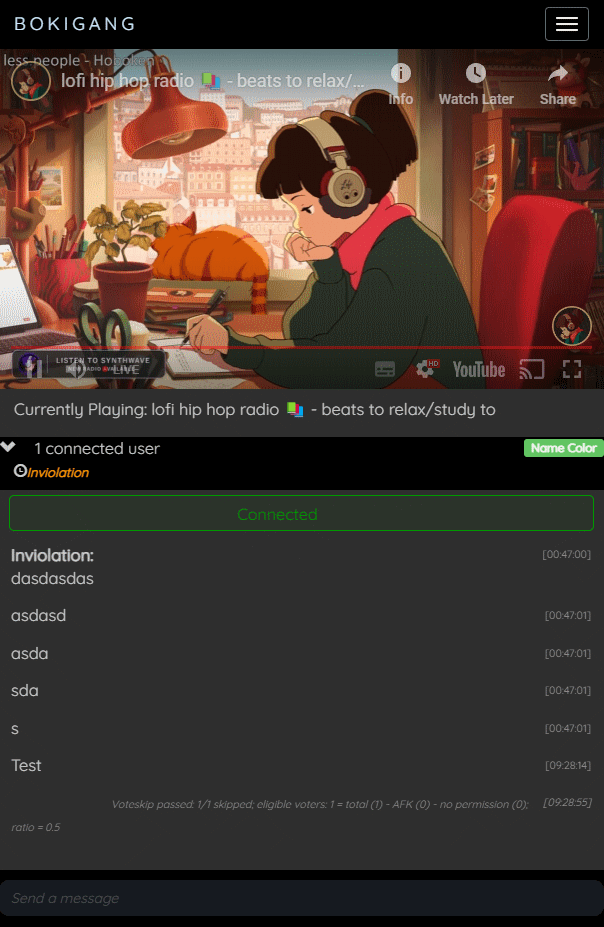 BOKIGANG
less people - Hoboken
lofi hip hop radio 📚 - beats to relax/...
Info
Watch Later
Share
LISTEN TO SYNTHWAVE
NEW RADIO AVAILABLE
HD
YouTube
Currently Playing: lofi hip hop radio 📚 - beats to relax/study to
1 connected user
Name Color
Inviolation
Connected
Inviolation: [00:47:00]
dasdasdas
asdasd [00:47:01]
asda [00:47:01]
sda [00:47:01]
s [00:47:01]
Test [09:28:14]
Voteskip passed: 1/1 skipped; eligible voters: 1 = total (1) - AFK (0) - no permission (0); [09:28:55]
ratio = 0.5
Send a message